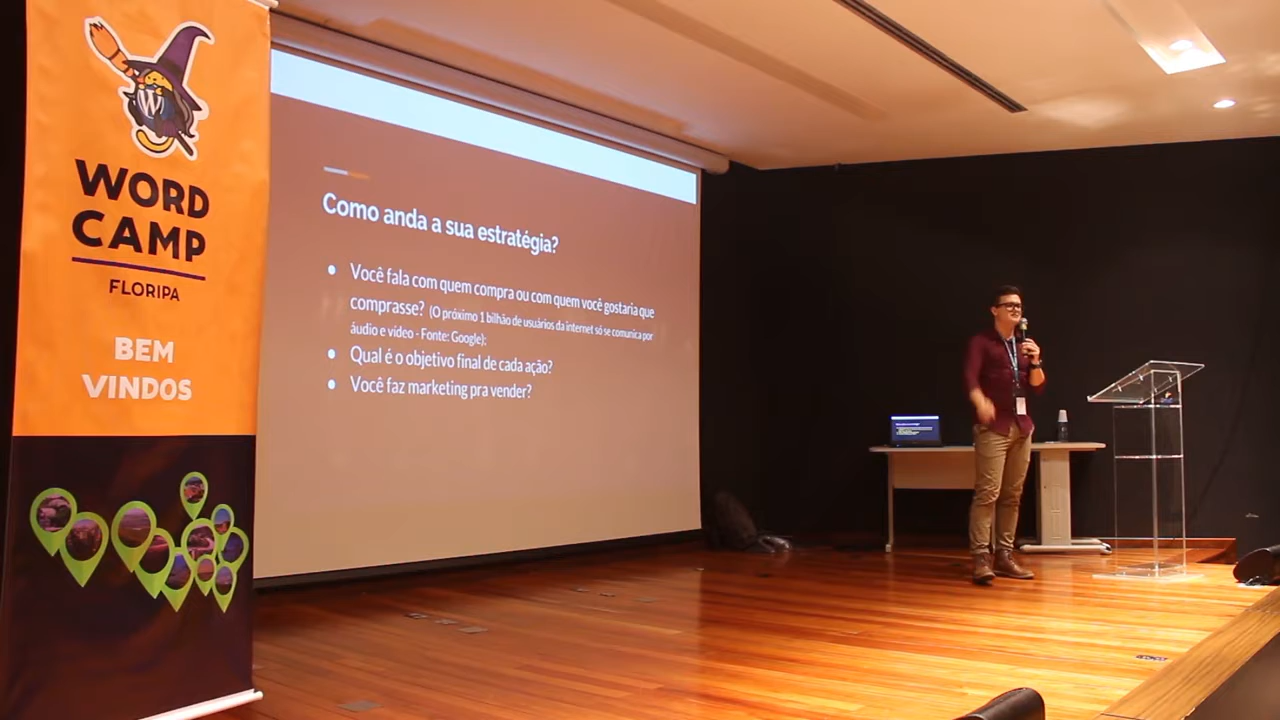 WORD
CAMP
FLORIPA
BEM
VINDOS
Como anda a sua estratégia?
Você fala com quem compra ou com quem você gostaria que
comprasse? (O próximo 1 bilhão de usuários da internet só se comunica por
áudio e vídeo - Fonte: Google);
Qual é o objetivo final de cada ação?
Você faz marketing pra vender?